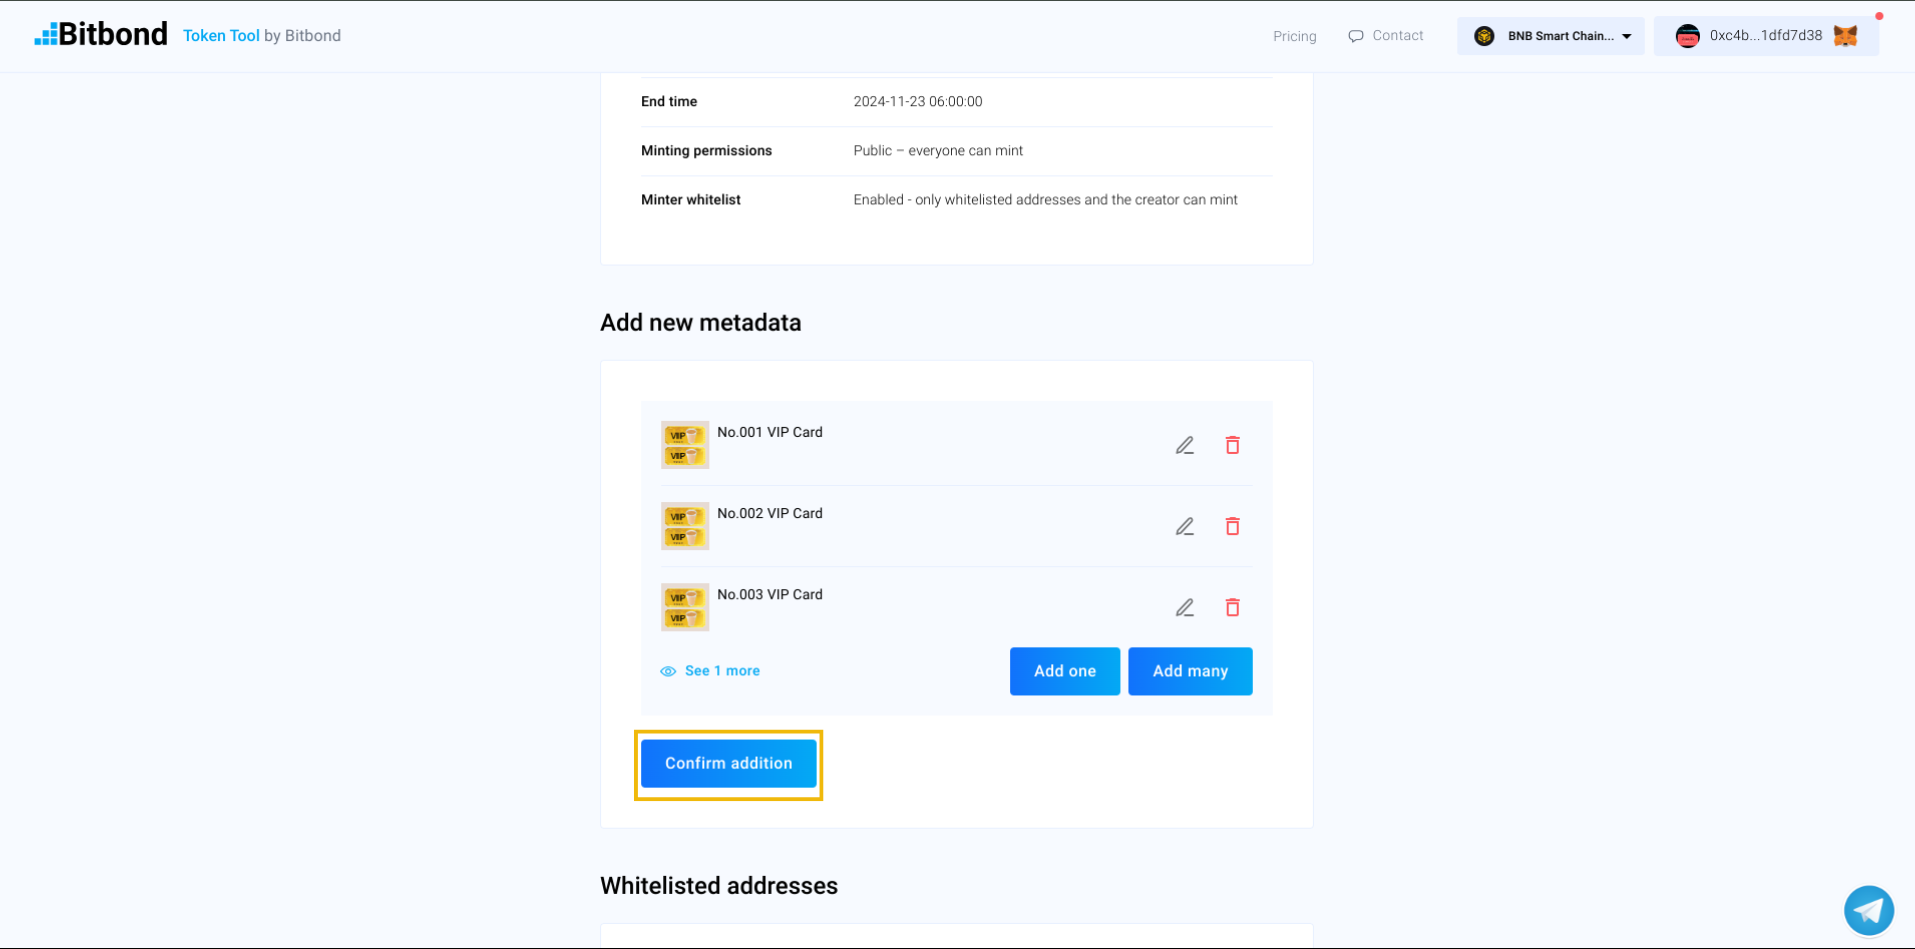 Bitbond Token Tool by Bitbond Pricing Contact BNB Smart Chain... 0xc4b...1dfd7d38
End time 2024-11-23 06:00:00
Minting permissions Public – everyone can mint
Minter whitelist Enabled - only whitelisted addresses and the creator can mint
Add new metadata
VIP
VIP
No.001 VIP Card
VIP
VIP
No.002 VIP Card
VIP
VIP
No.003 VIP Card
See 1 more Add one Add many
Confirm addition
Whitelisted addresses